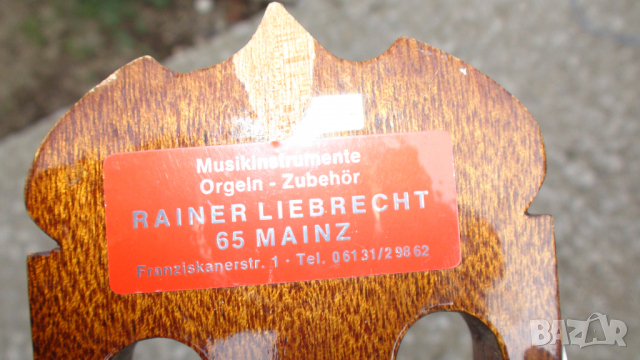 Musikinstrumente
Orgeln - Zubehör
RAINER LIEBRECHT
65 MAINZ
Franziskanerstr. 1 · Tel. 06131/29862
BAZAR